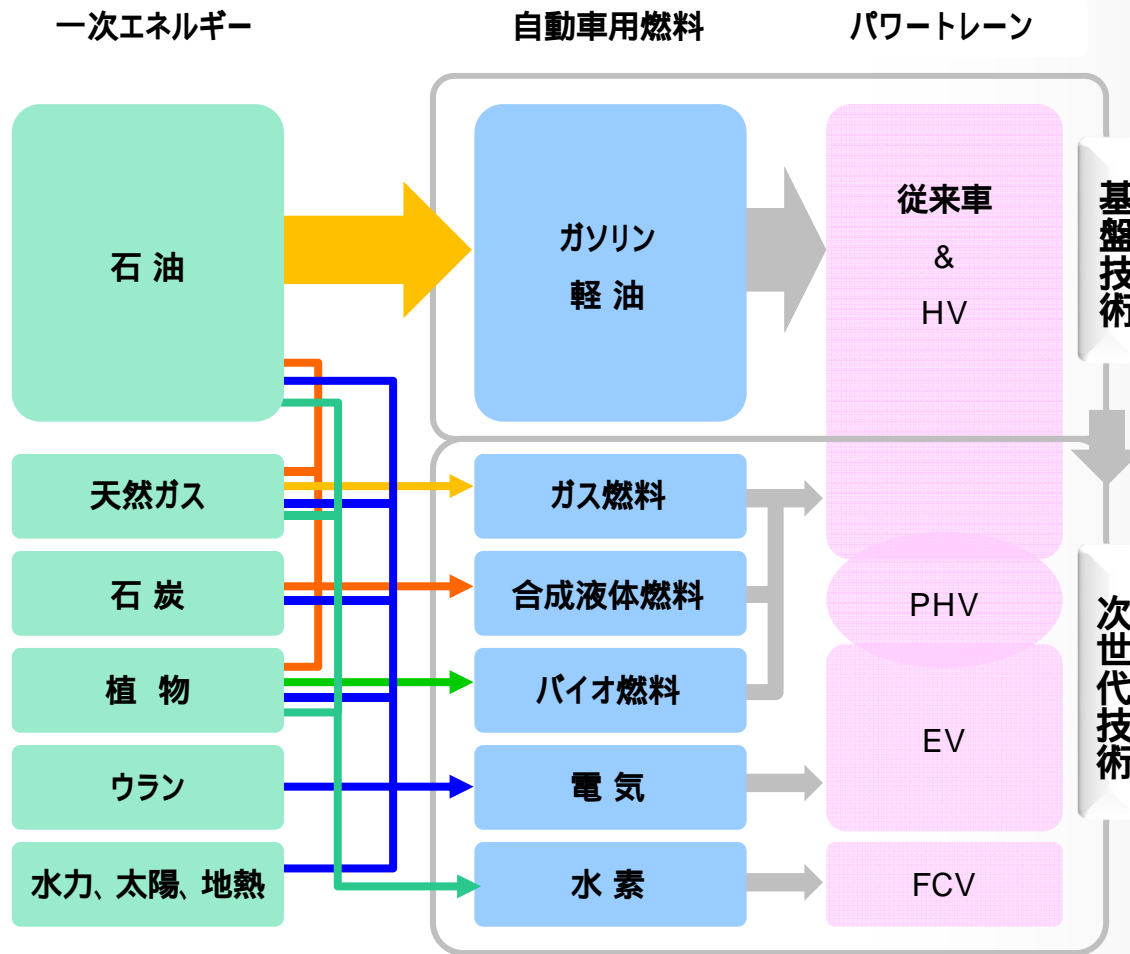 一次エネルギー
自動車用燃料
パワートレーン
石 油
ガソリン
軽 油
従来車
&
HV
基盤技術
天然ガス
ガス燃料
石 炭
合成液体燃料
PHV
植 物
バイオ燃料
次世代技術
EV
ウラン
電 気
水力、太陽、地熱
水 素
FCV